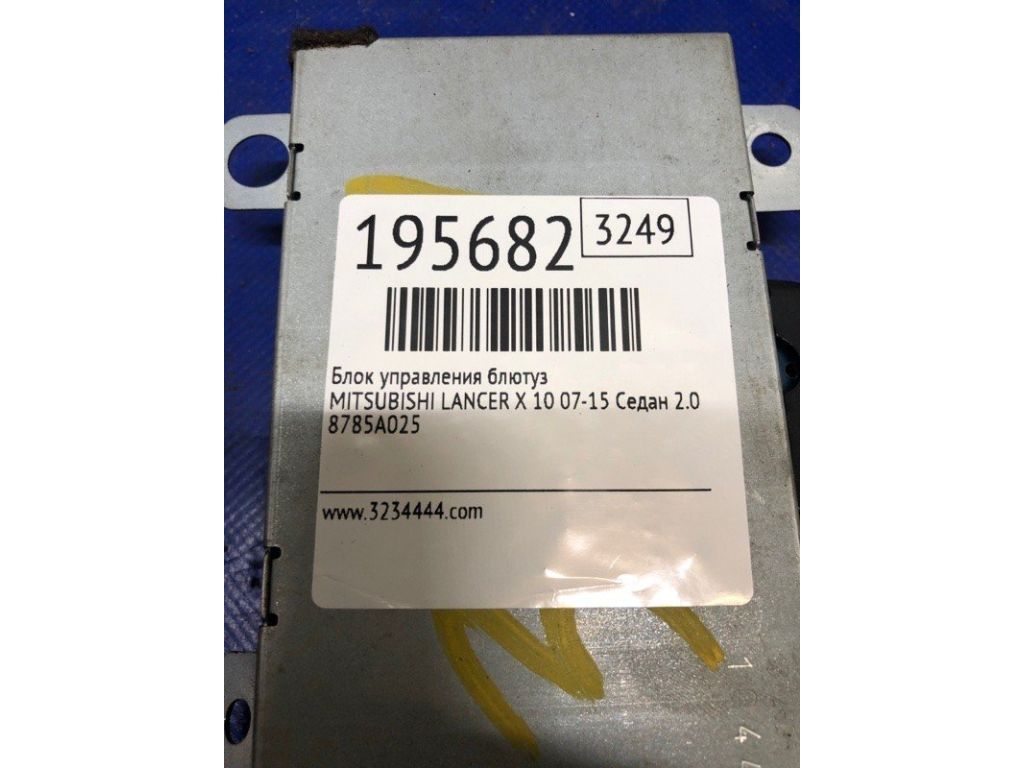 195682
3249
Блок управления блютуз
MITSUBISHI LANCER X 10 07-15 Седан 2.0
8785A025
www.3234444.com